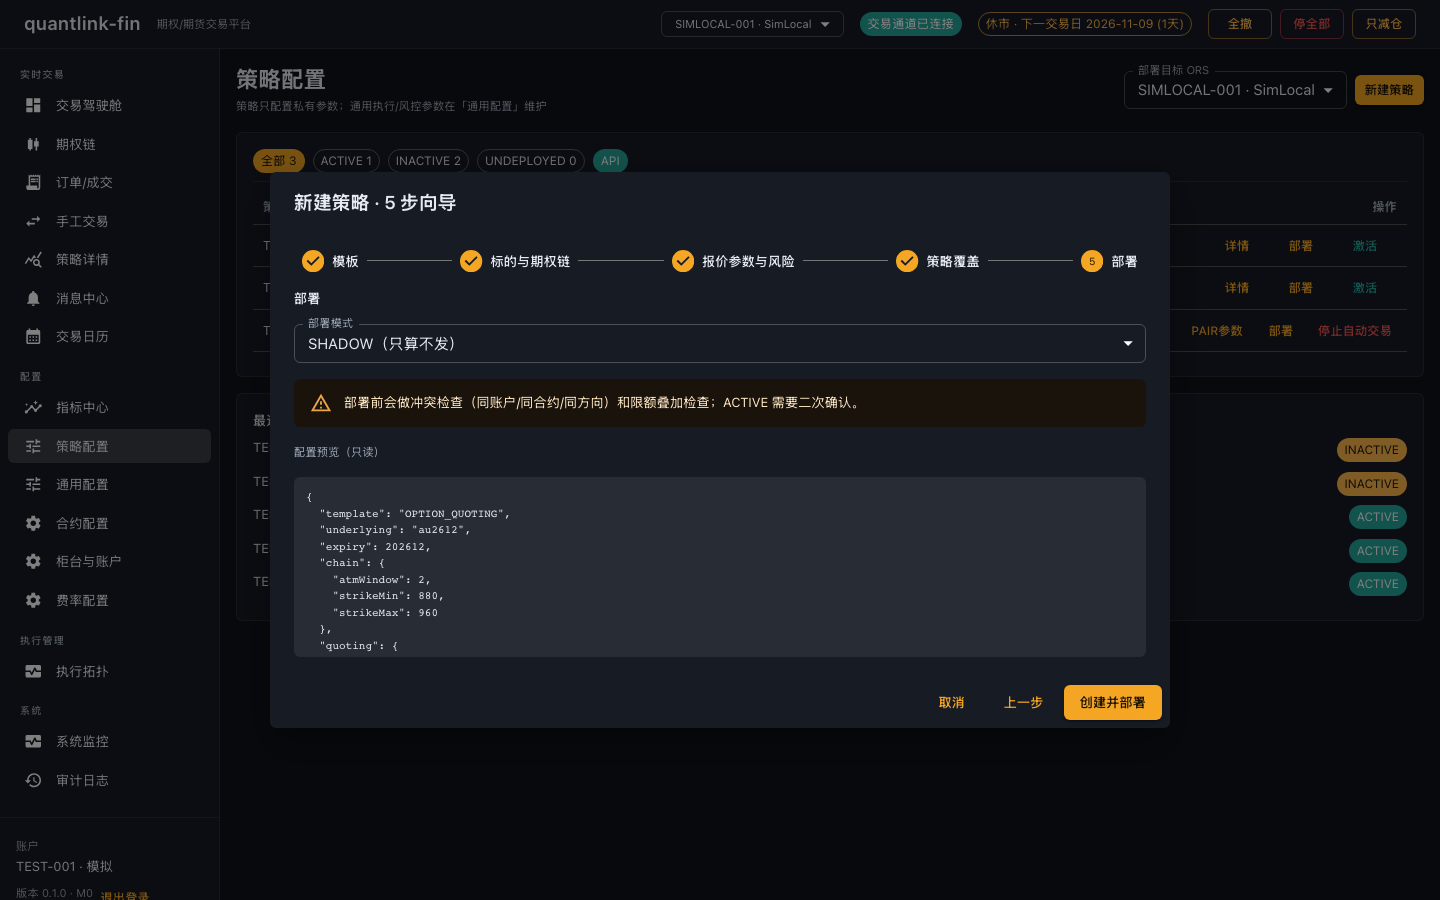 quantlink-fin 期权/期货交易平台
SIMLOCAL-001 · SimLocal
交易通道已连接
休市 · 下一交易日 2026-11-09 (1天)
全撤
停全部
只减仓
实时交易
交易驾驶舱
期权链
订单/成交
手工交易
策略详情
消息中心
交易日历
配置
指标中心
策略配置
通用配置
合约配置
柜台与账户
费率配置
执行管理
执行拓扑
系统
系统监控
审计日志
账户
TEST-001 · 模拟
版本 0.1.0 · M0 退出登录
策略配置
策略只配置私有参数；通用执行/风控参数在「通用配置」维护
部署目标 ORS
SIMLOCAL-001 · SimLocal
新建策略
全部 3
ACTIVE 1
INACTIVE 2
UNDEPLOYED 0
API
操作
详情 部署 激活
详情 部署 激活
PAIR参数 部署 停止自动交易
最
TE
INACTIVE
TE
INACTIVE
TE
ACTIVE
TE
ACTIVE
TE
ACTIVE
新建策略 · 5 步向导
模板
标的与期权链
报价参数与风险
策略覆盖
5 部署
部署
部署模式
SHADOW（只算不发）
部署前会做冲突检查（同账户/同合约/同方向）和限额叠加检查；ACTIVE 需要二次确认。
配置预览（只读）
{
"template": "OPTION_QUOTING",
"underlying": "au2612",
"expiry": 202612,
"chain": {
"atmWindow": 2,
"strikeMin": 880,
"strikeMax": 960
},
"quoting": {
取消
上一步
创建并部署